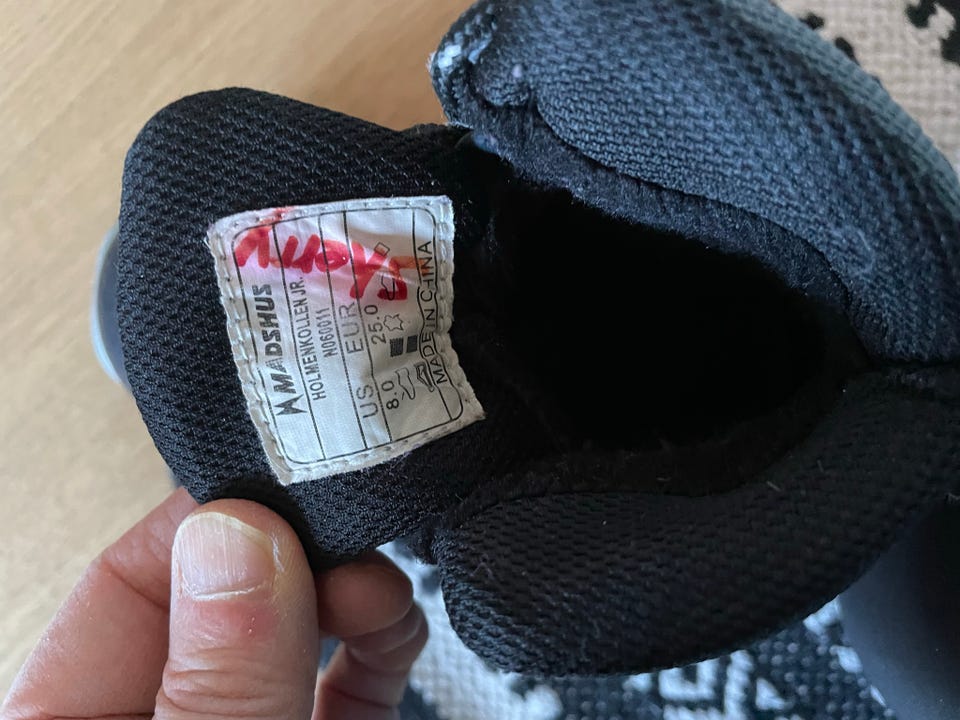 MADSHUS
HOLMENKOLLEN JR.
N060011
US EUR
8.0 25.0
MADE IN CHINA